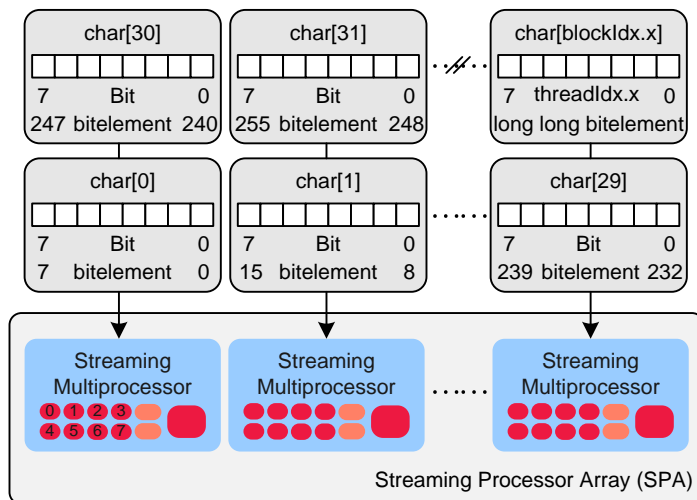 char[30] char[31] char[blockIdx.x]
7 Bit 0 7 Bit 0 7 threadIdx.x 0
247 bitelement 240 255 bitelement 248 long long bitelement
char[0] char[1] char[29]
7 Bit 0 7 Bit 0 7 Bit 0
7 bitelement 0 15 bitelement 8 239 bitelement 232
Streaming Streaming Streaming
Multiprocessor Multiprocessor Multiprocessor
0 1 2 3
4 5 6 7
Streaming Processor Array (SPA)